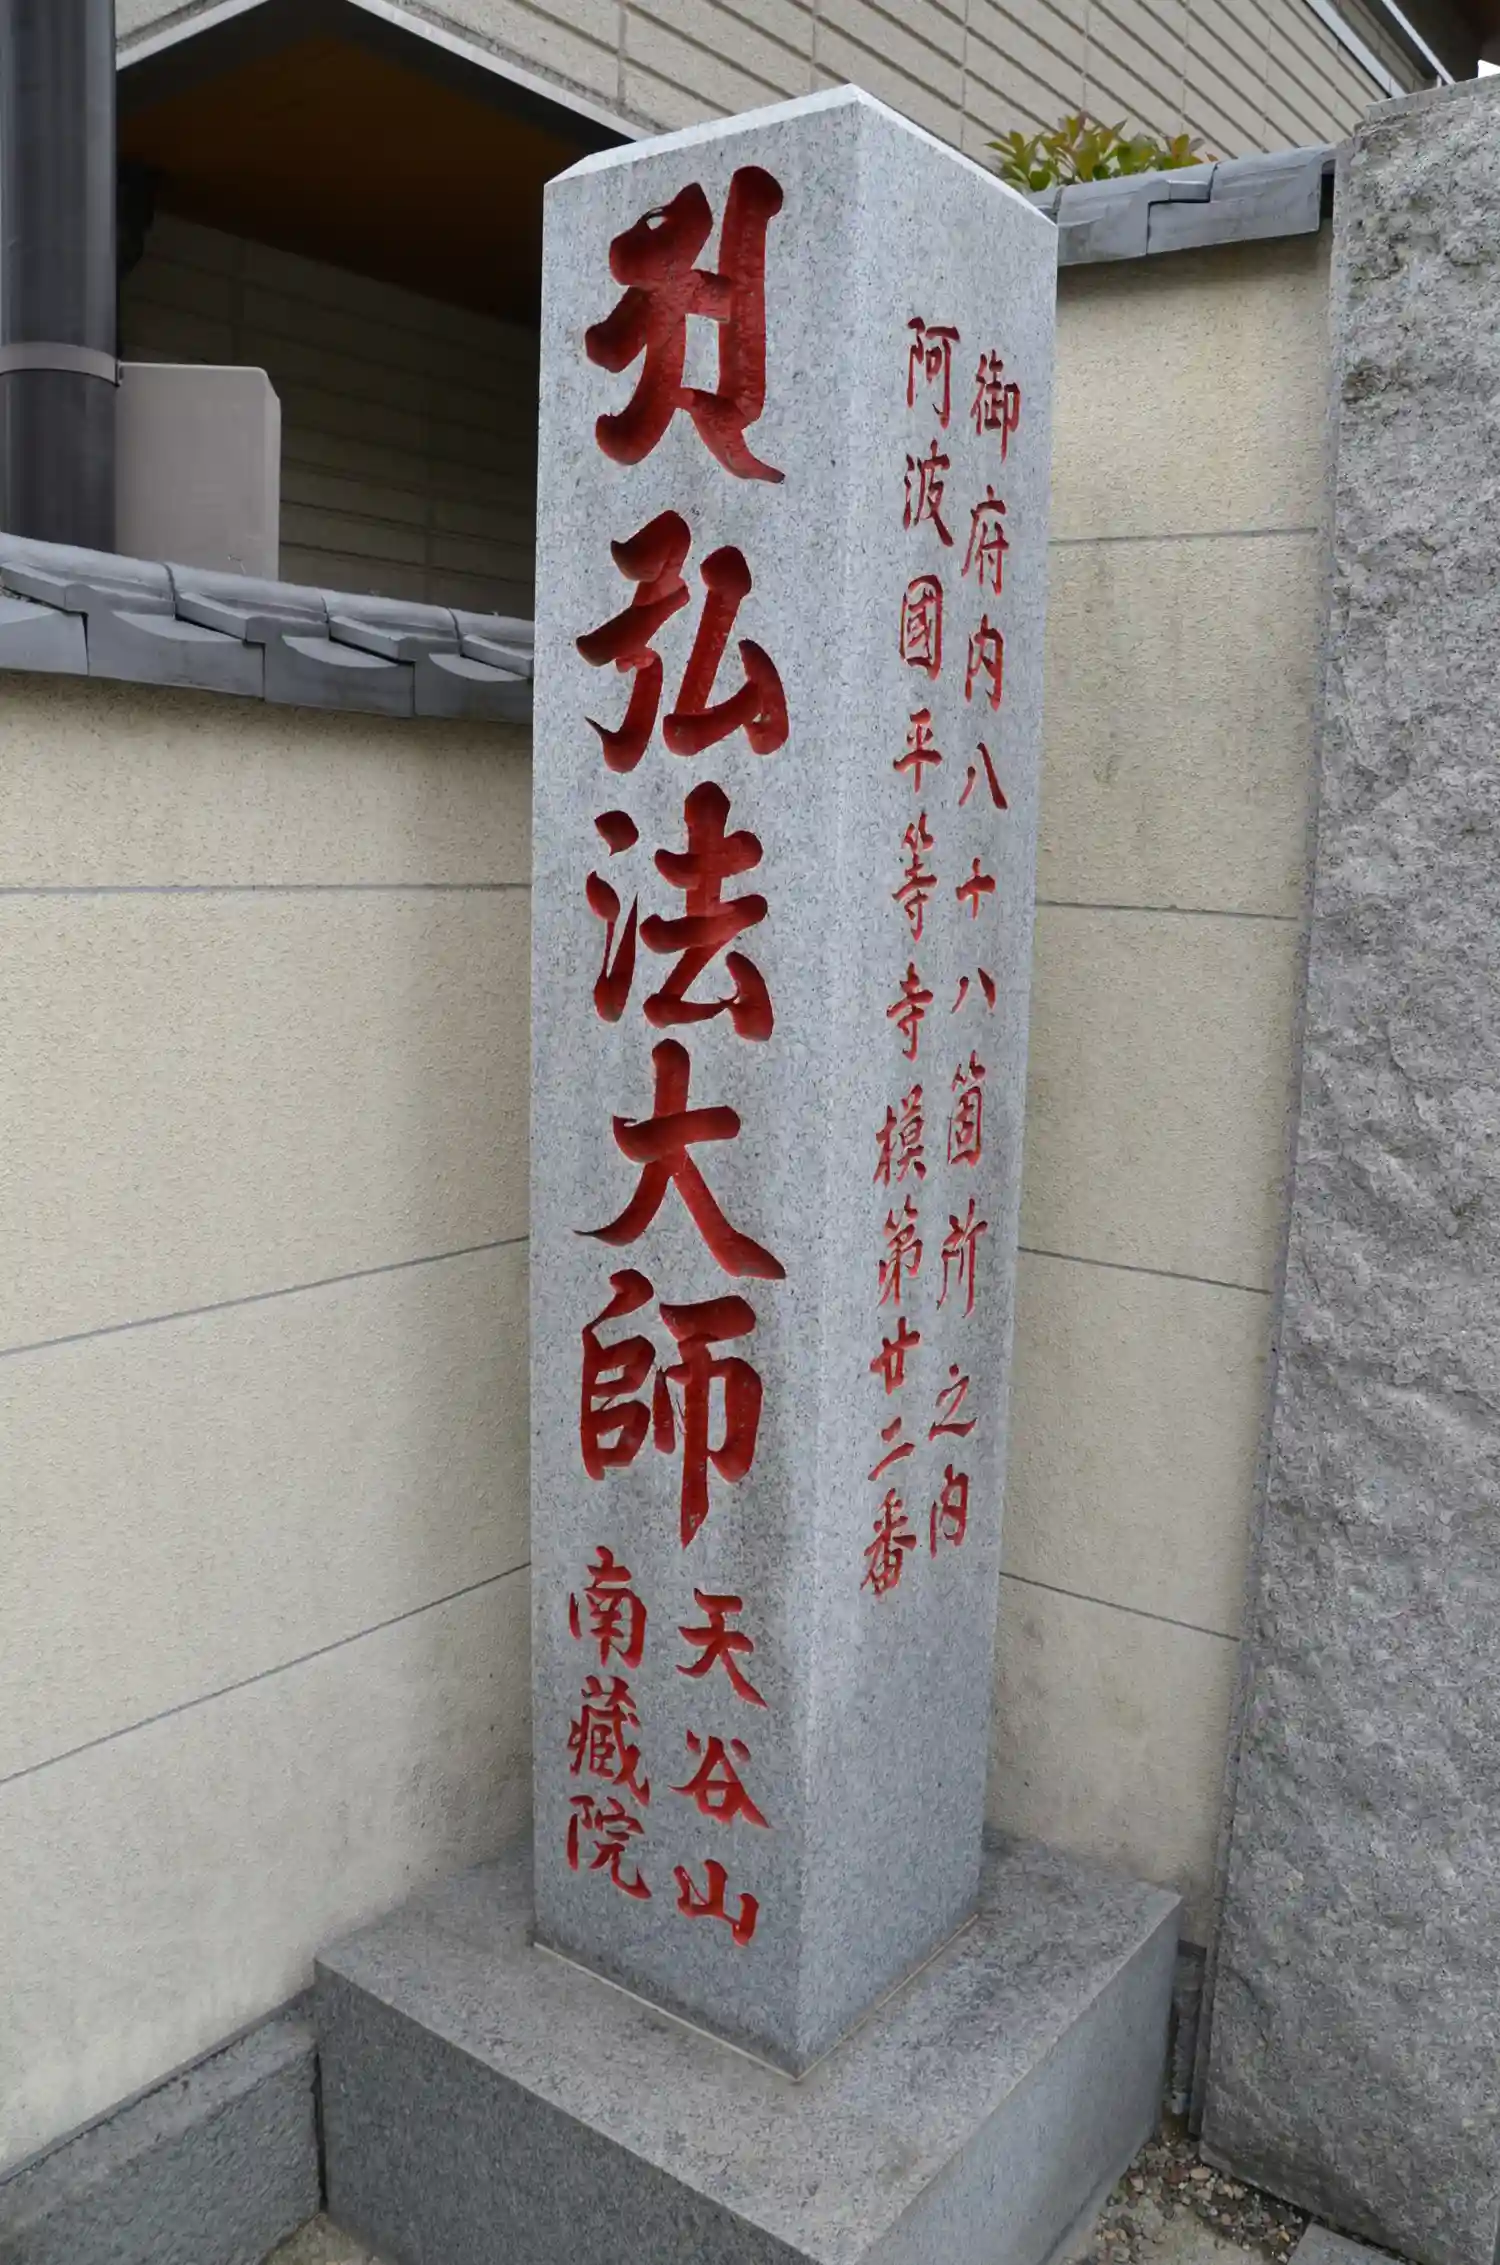 弘法大師
天谷山
南藏院
御府内八十八箇所之内
阿波國平等寺模第廿二番